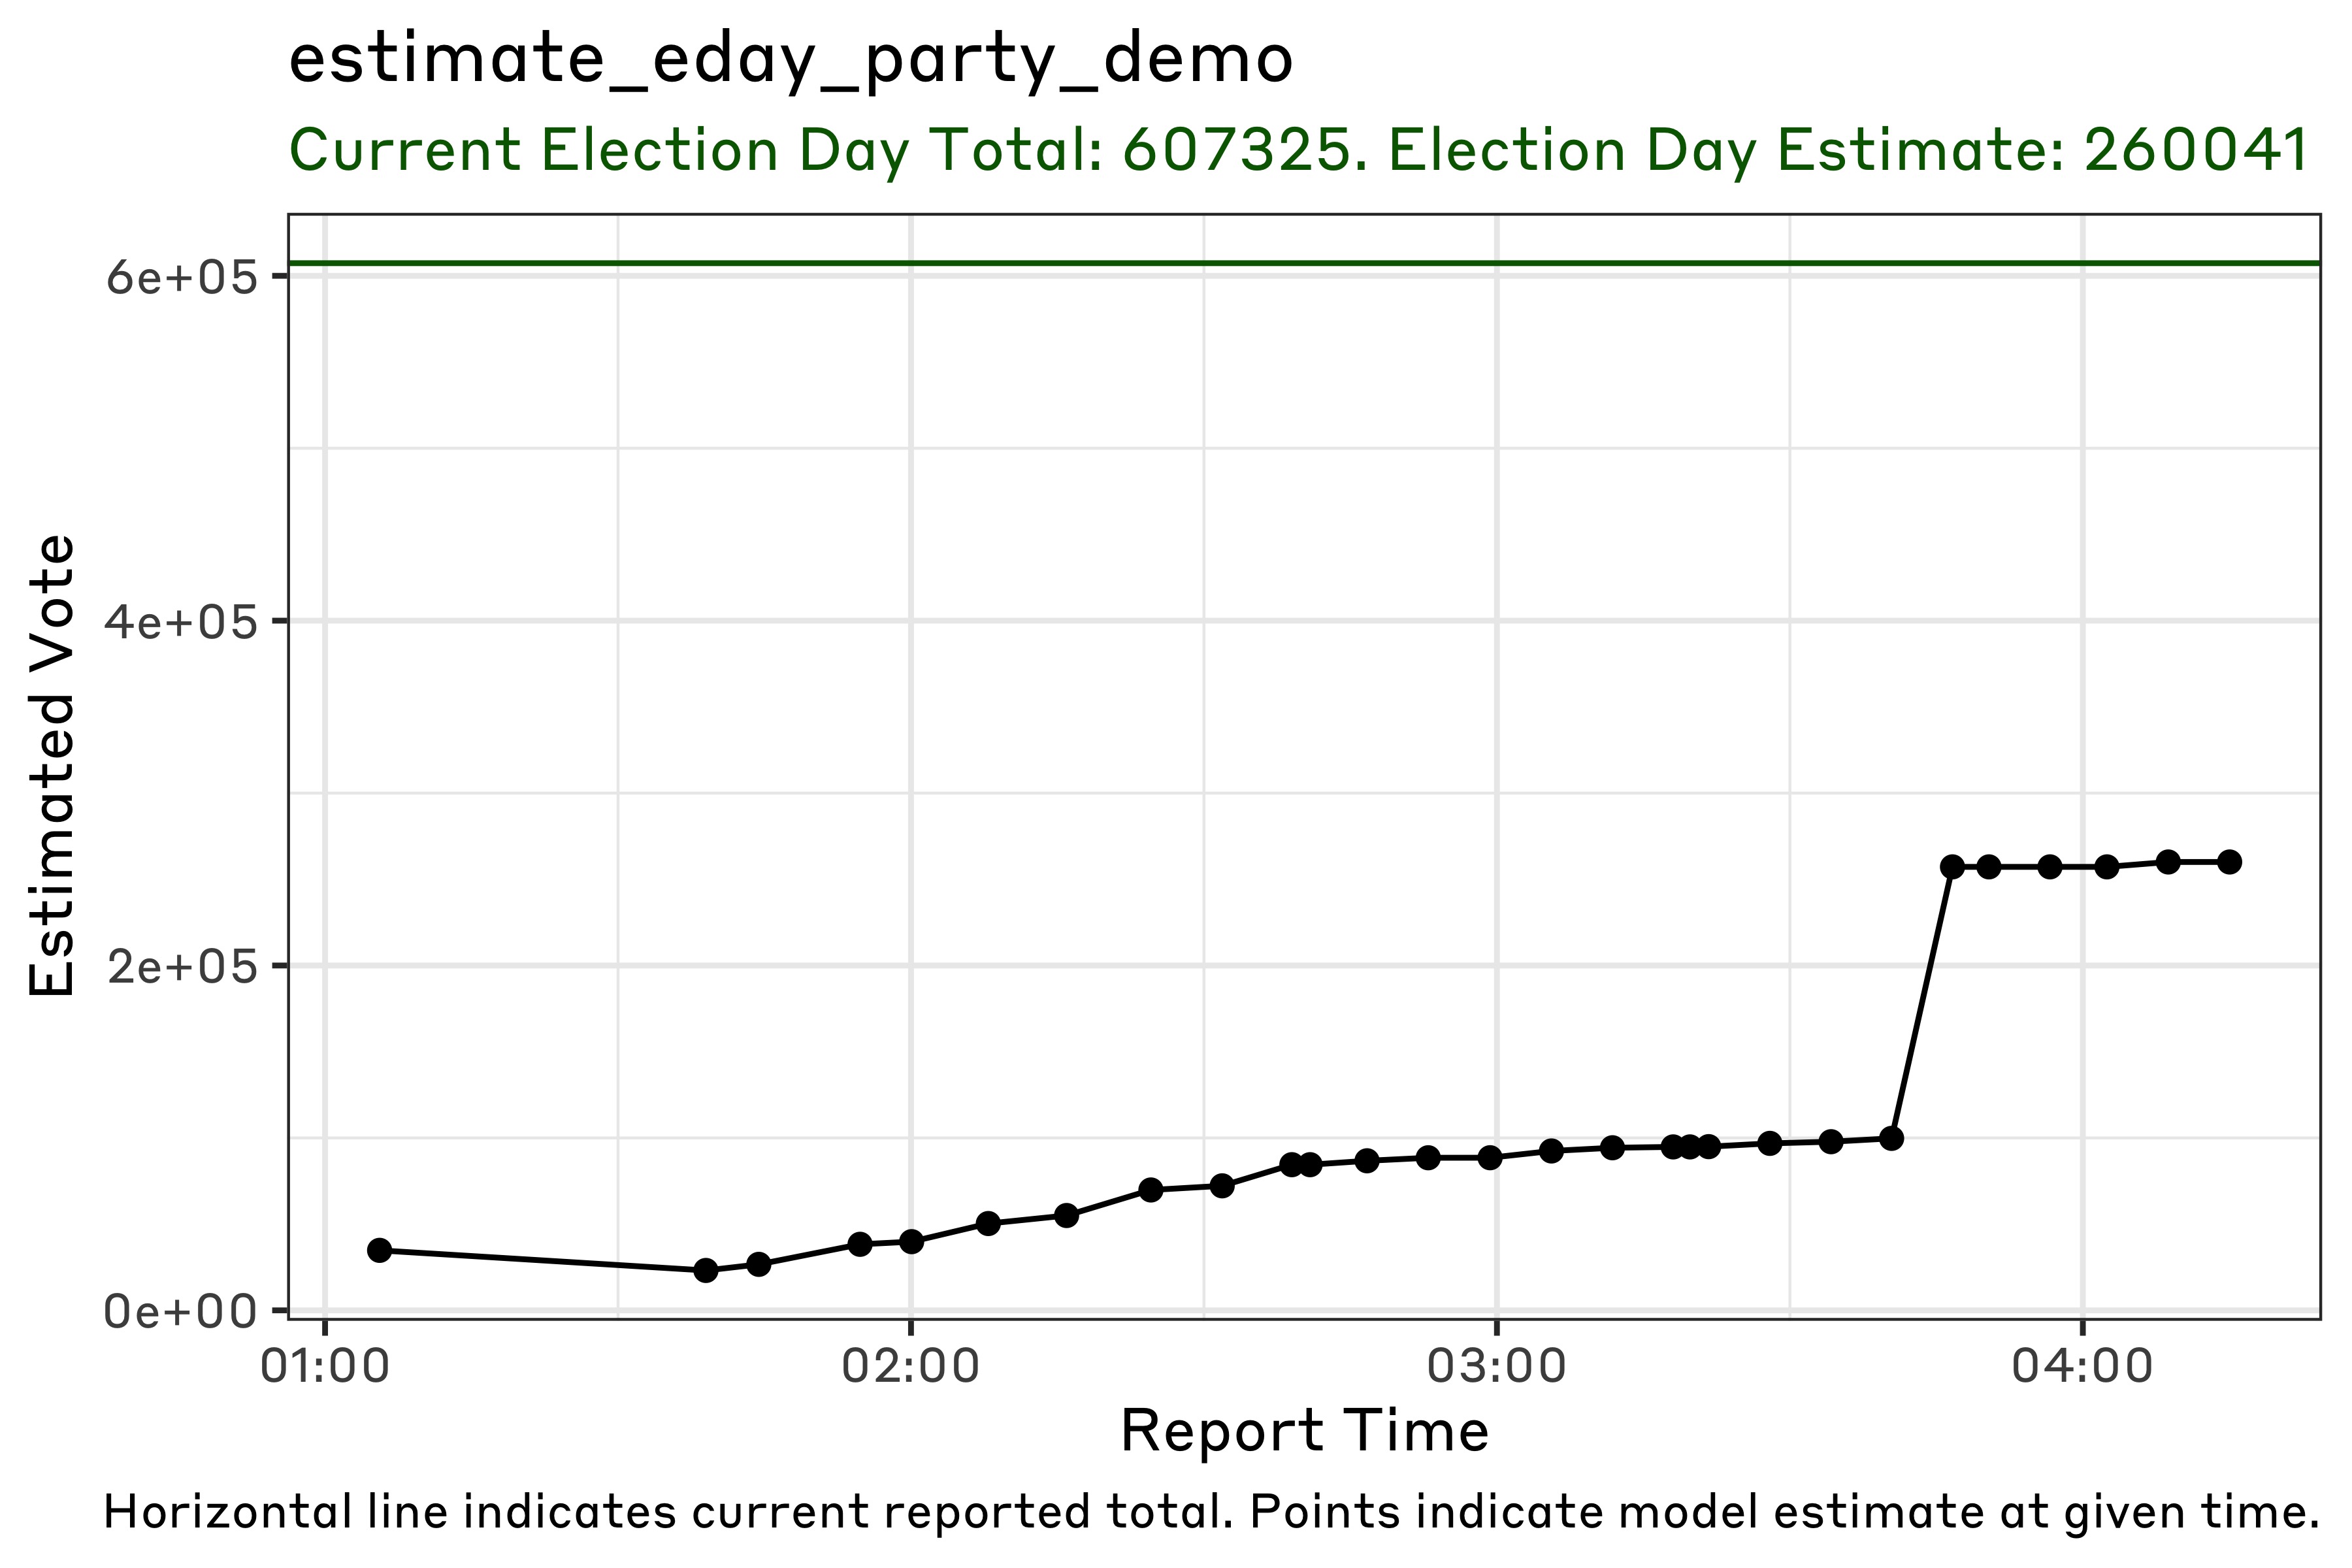 estimate_eday_party_demo
Current Election Day Total: 607325. Election Day Estimate: 260041
6e+05
4e+05
2e+05
0e+00
Estimated Vote
01:00 02:00 03:00 04:00
Report Time
Horizontal line indicates current reported total. Points indicate model estimate at given time.